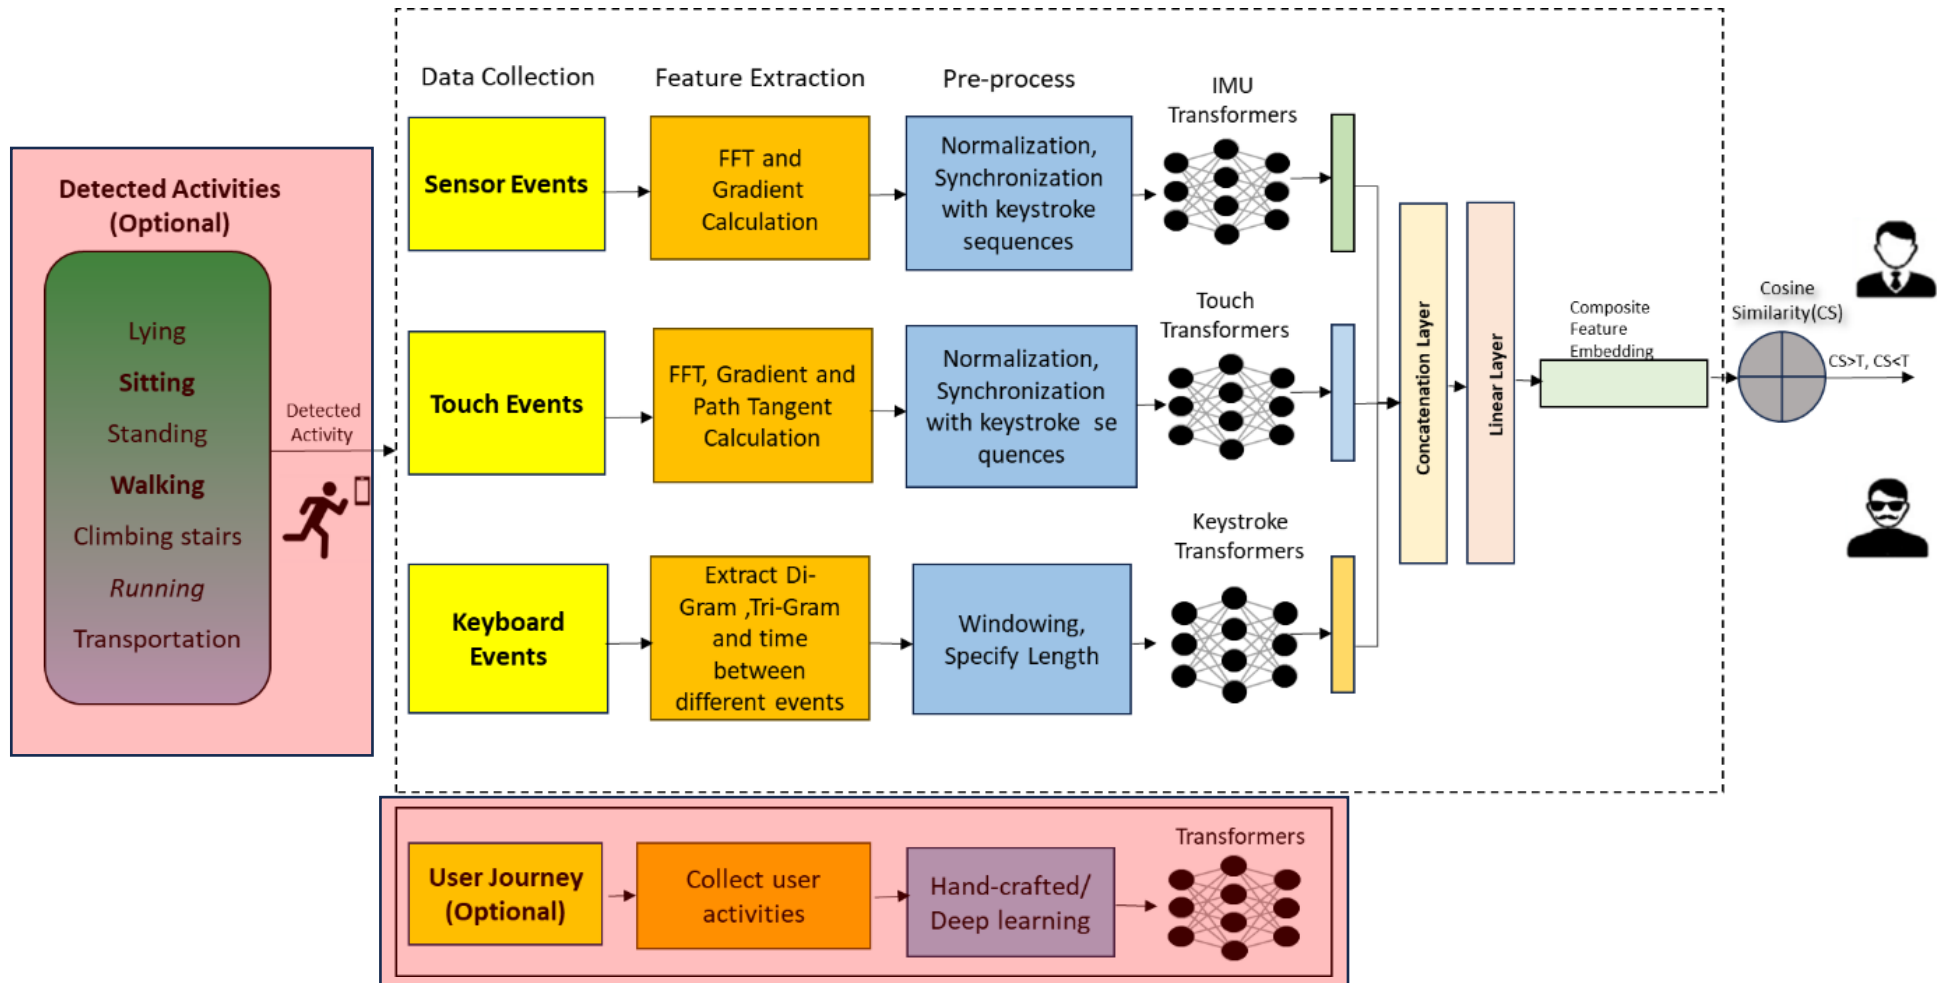 Detected Activities
(Optional)
Lying
Sitting
Standing
Walking
Climbing stairs
Running
Transportation
Detected
Activity
Data Collection
Feature Extraction
Pre-process
IMU
Transformers
Sensor Events
FFT and
Gradient
Calculation
Normalization,
Synchronization
with keystroke
sequences
Touch
Transformers
Touch Events
FFT, Gradient and
Path Tangent
Calculation
Normalization,
Synchronization
with keystroke se
quences
Keystroke
Transformers
Keyboard
Events
Extract Di-
Gram ,Tri-Gram
and time
between
different events
Windowing,
Specify Length
Concatenation Layer
Linear Layer
Composite
Feature
Embedding
Cosine
Similarity(CS)
CS>T, CS<T
User Journey
(Optional)
Collect user
activities
Hand-crafted/
Deep learning
Transformers